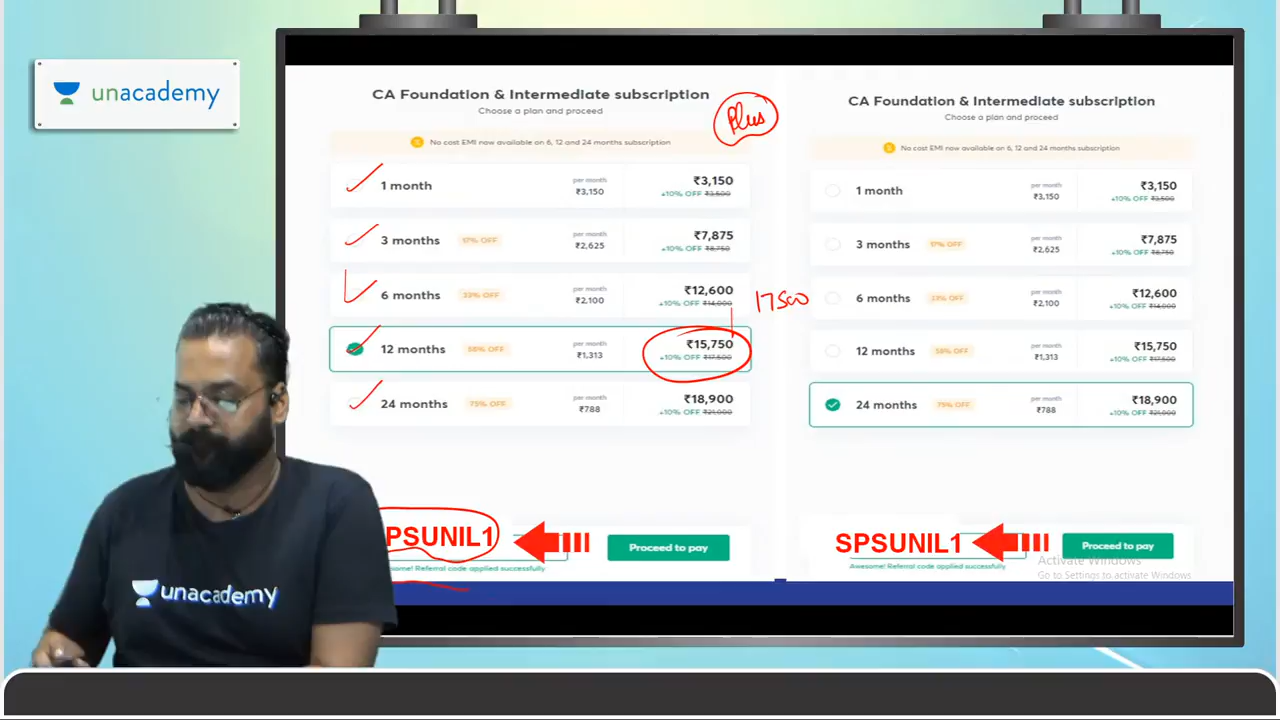 unacademy
CA Foundation & Intermediate subscription
Choose a plan and proceed
Plus
No cost EMI now available on 6, 12 and 24 months subscription
1 month per month ₹3,150 ₹3,150 +10% OFF ₹3,500
3 months 17% OFF per month ₹2,625 ₹7,875 +10% OFF ₹8,750
6 months 33% OFF per month ₹2,100 ₹12,600 +10% OFF ₹14,000
17500
12 months 58% OFF per month ₹1,313 ₹15,750 +10% OFF ₹17,500
24 months 75% OFF per month ₹788 ₹18,900 +10% OFF ₹21,000
PSUNIL1 Proceed to pay
esome! Referral code applied successfully
CA Foundation & Intermediate subscription
Choose a plan and proceed
No cost EMI now available on 6, 12 and 24 months subscription
1 month per month ₹3,150 ₹3,150 +10% OFF ₹3,500
3 months 17% OFF per month ₹2,625 ₹7,875 +10% OFF ₹8,750
6 months 33% OFF per month ₹2,100 ₹12,600 +10% OFF ₹14,000
12 months 58% OFF per month ₹1,313 ₹15,750 +10% OFF ₹17,500
24 months 75% OFF per month ₹788 ₹18,900 +10% OFF ₹21,000
SPSUNIL1 Proceed to pay
Awesome! Referral code applied successfully
Activate Windows
Go to Settings to activate Windows
unacademy